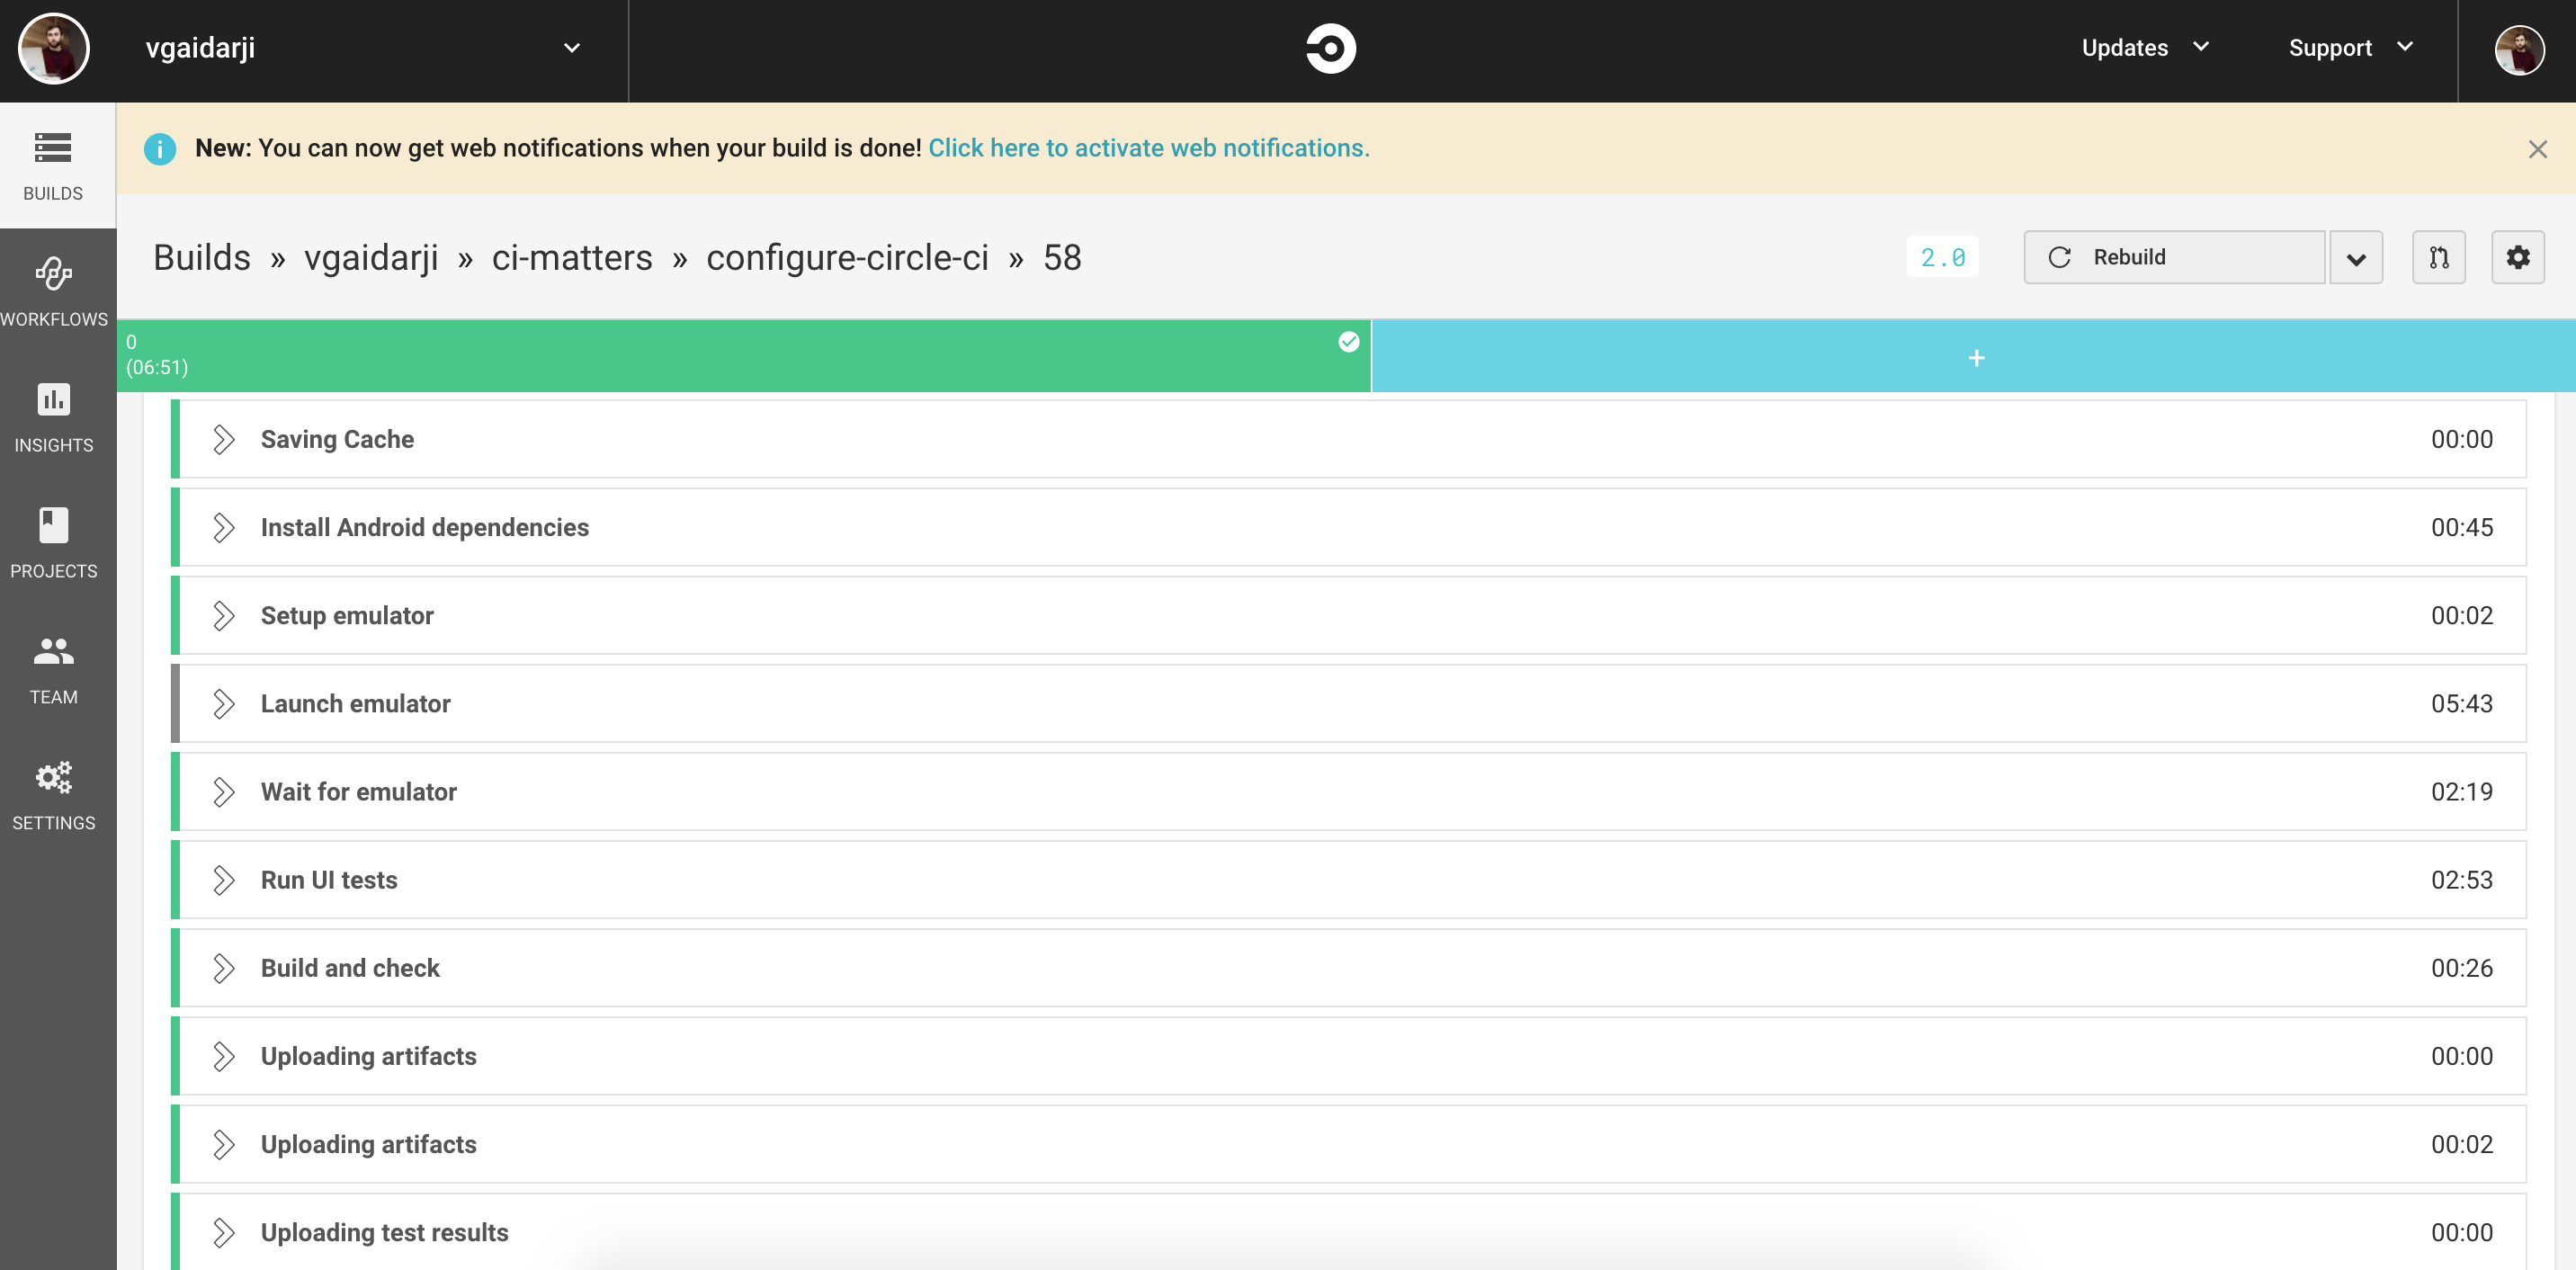 vgaidarji
Updates
Support
BUILDS
WORKFLOWS
INSIGHTS
PROJECTS
TEAM
SETTINGS
New: You can now get web notifications when your build is done! Click here to activate web notifications.
Builds » vgaidarji » ci-matters » configure-circle-ci » 58
2.0
Rebuild
0
(06:51)
+
Saving Cache 00:00
Install Android dependencies 00:45
Setup emulator 00:02
Launch emulator 05:43
Wait for emulator 02:19
Run UI tests 02:53
Build and check 00:26
Uploading artifacts 00:00
Uploading artifacts 00:02
Uploading test results 00:00